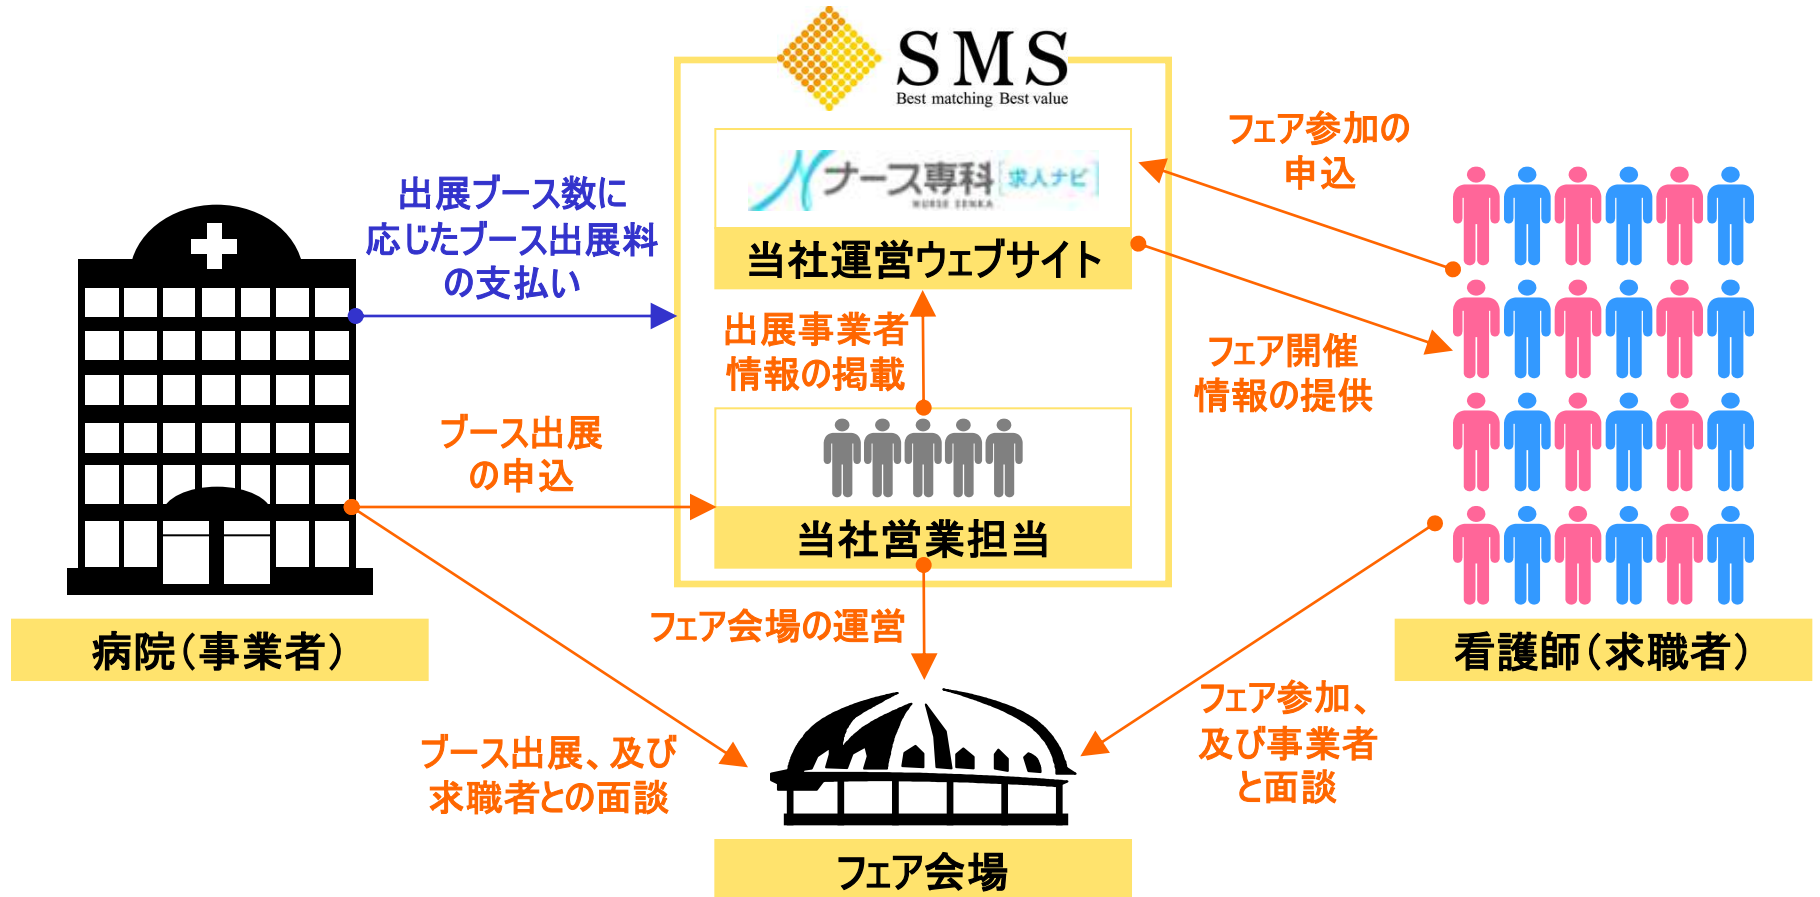 SMS
Best matching Best value
ナース専科[求人ナビ]
NURSE SENKA
当社運営ウェブサイト
出展ブース数に
応じたブース出展料
の支払い
フェア参加の
申込
出展事業者
情報の掲載
フェア開催
情報の提供
ブース出展
の申込
当社営業担当
フェア会場の運営
病院（事業者）
看護師（求職者）
ブース出展、及び
求職者との面談
フェア参加、
及び事業者
と面談
フェア会場